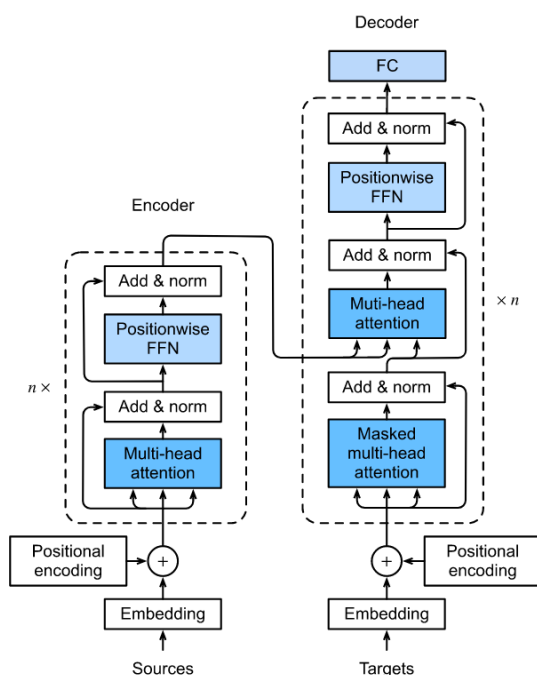 Decoder
FC
Add & norm
Positionwise
FFN
Add & norm
Muti-head
attention
× n
Add & norm
Masked
multi-head
attention
Positional
encoding
+
Embedding
Targets
Encoder
Add & norm
Positionwise
FFN
n ×
Add & norm
Multi-head
attention
Positional
encoding
+
Embedding
Sources